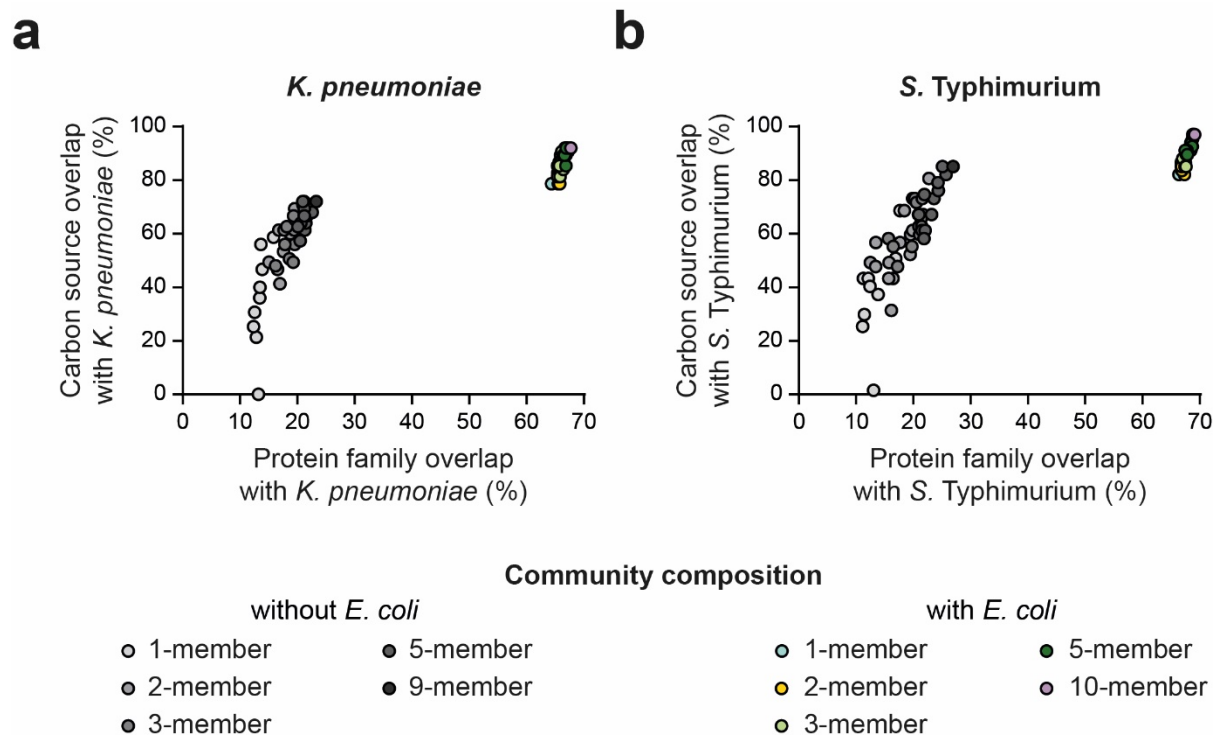 a
K. pneumoniae
Carbon source overlap
with K. pneumoniae (%)
100
80
60
40
20
0
0 10 20 30 40 50 60 70
Protein family overlap
with K. pneumoniae (%)
b
S. Typhimurium
Carbon source overlap
with S. Typhimurium (%)
100
80
60
40
20
0
0 10 20 30 40 50 60 70
Protein family overlap
with S. Typhimurium (%)
Community composition
without E. coli
1-member
2-member
3-member
5-member
9-member
with E. coli
1-member
2-member
3-member
5-member
10-member